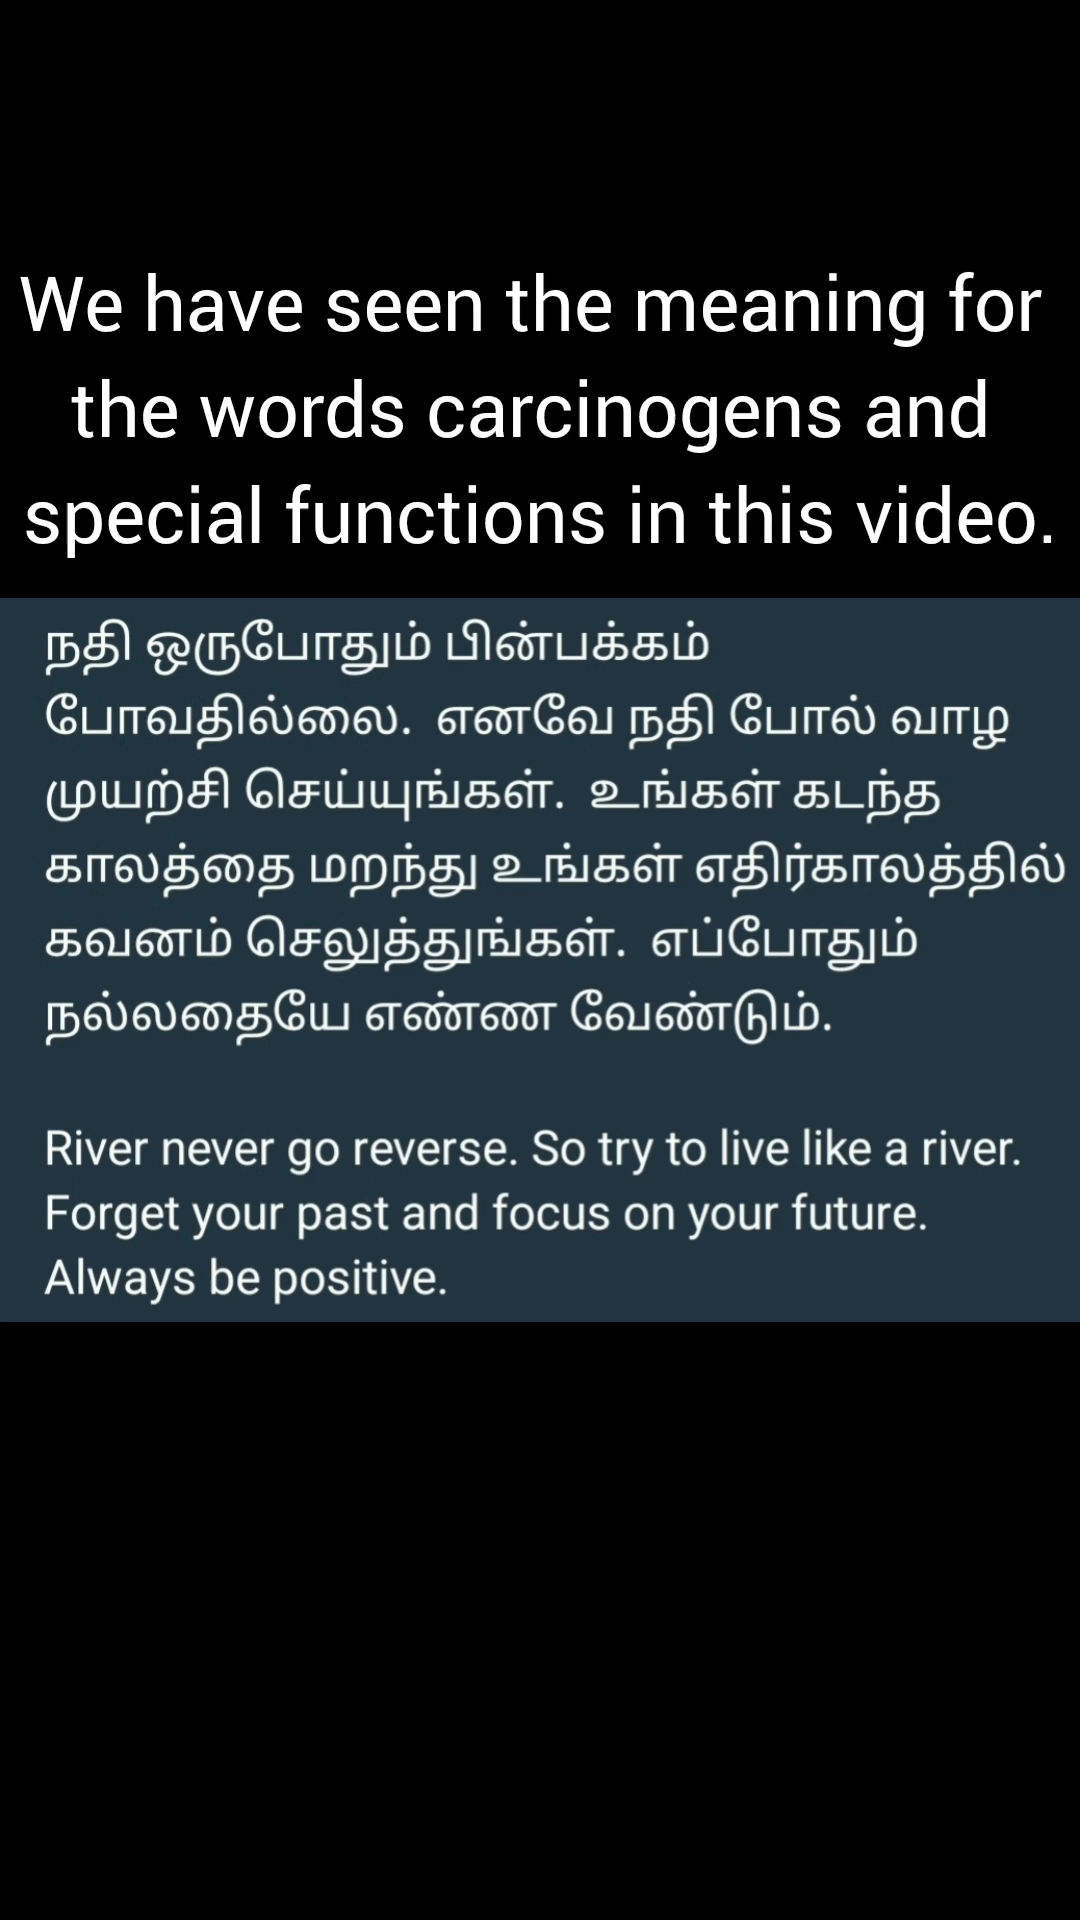 We have seen the meaning for
the words carcinogens and
special functions in this video.
நதி ஒருபோதும் பின்பக்கம்
போவதில்லை. எனவே நதி போல் வாழ
முயற்சி செய்யுங்கள். உங்கள் கடந்த
காலத்தை மறந்து உங்கள் எதிர்காலத்தில்
கவனம் செலுத்துங்கள். எப்போதும்
நல்லதையே எண்ண வேண்டும்.
River never go reverse. So try to live like a river.
Forget your past and focus on your future.
Always be positive.